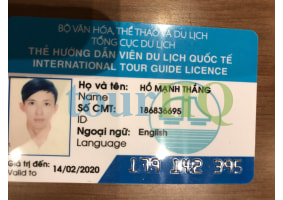 BỘ VĂN HÓA, THỂ THAO VÀ DU LỊCH
TỔNG CỤC DU LỊCH
THẺ HƯỚNG DẪN VIÊN DU LỊCH QUỐC TẾ
INTERNATIONAL TOUR GUIDE LICENCE
Họ và tên: HỒ MẠNH THẮNG
Name
Số CMT: 186836695
ID
Ngoại ngữ: English
Language
Giá trị đến: 14/02/2020
Valid to
179 142 395